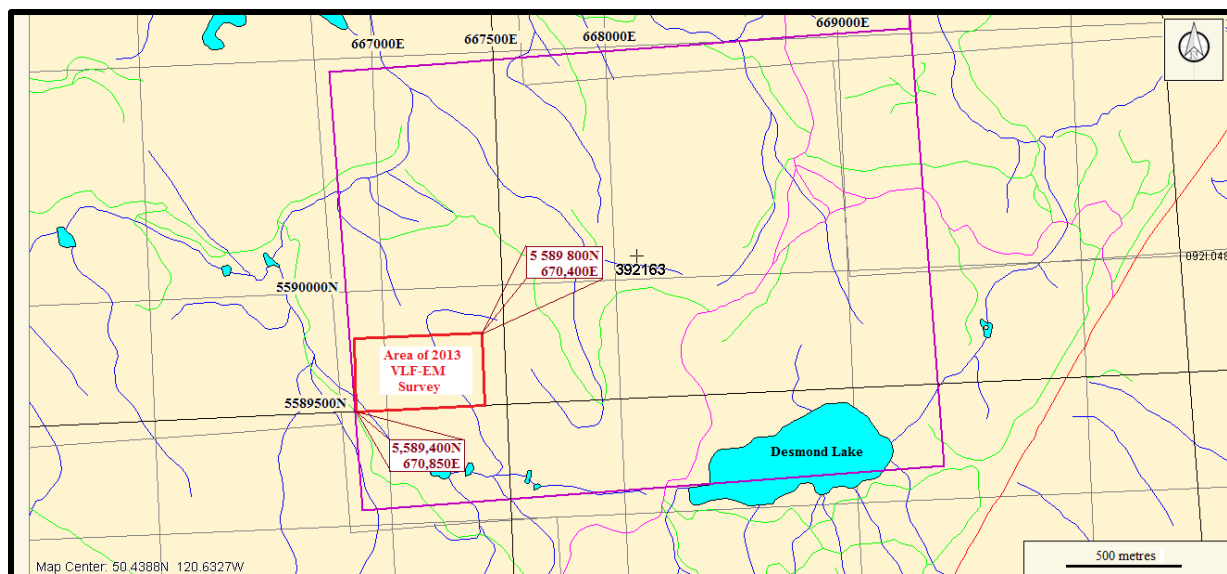 669000E
667000E
667500E
668000E
5 589 800N
670,400E
392163
092I.048
5590000N
Area of 2013
VLF-EM
Survey
5589500N
5,589,400N
670,850E
Desmond Lake
500 metres
Map Center: 50.4388N 120.6327W